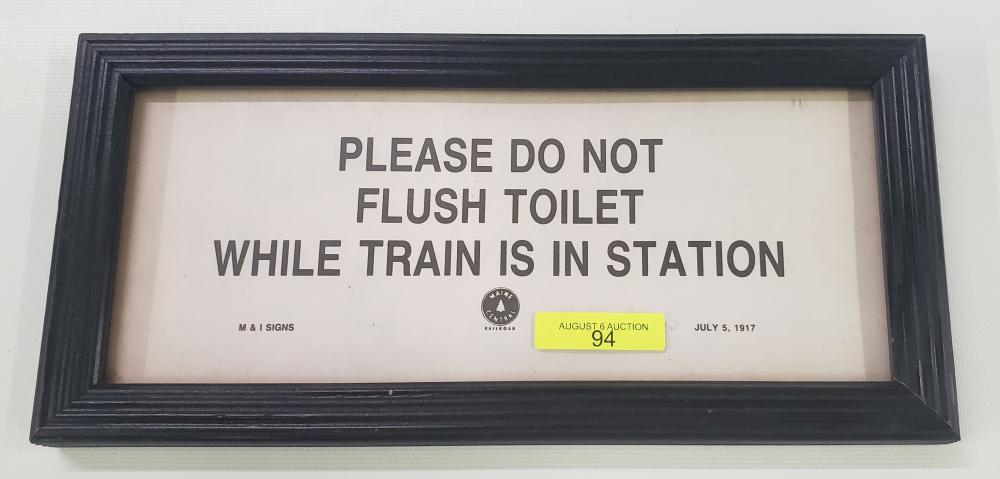 PLEASE DO NOT
FLUSH TOILET
WHILE TRAIN IS IN STATION
MAINE
CENTRAL
RAILROAD
M & I SIGNS
AUGUST 6 AUCTION
94
JULY 5, 1917